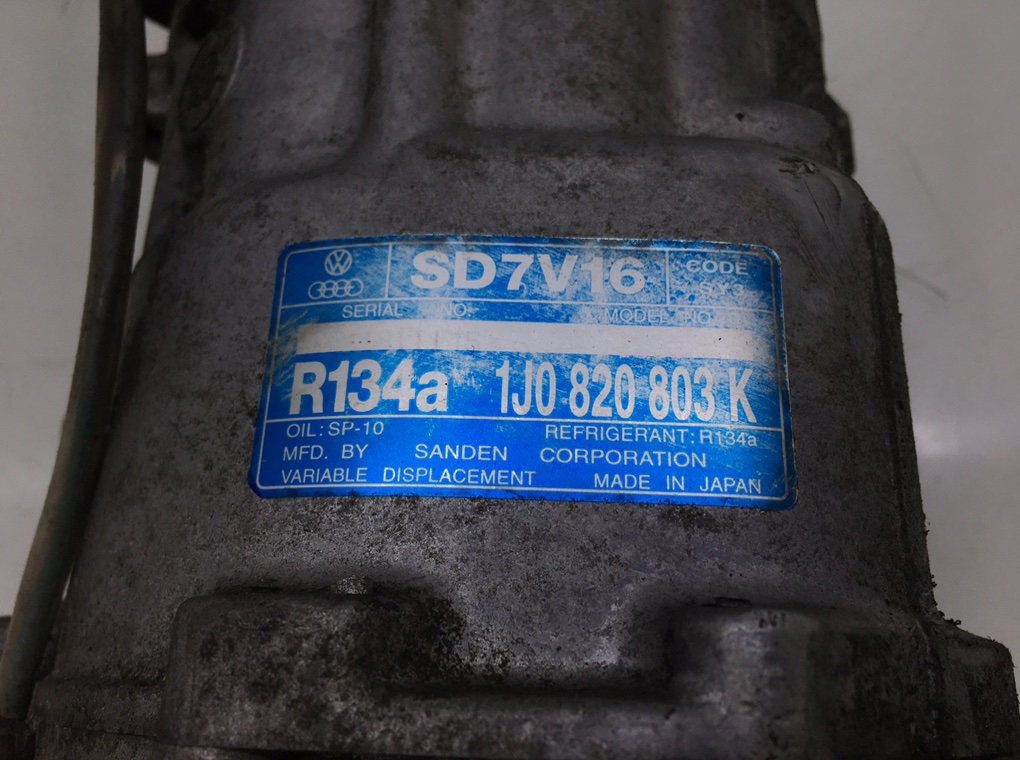 SD7V16
CODE
SERIAL NO.
MODEL NO.
R134a 1J0 820 803 K
OIL: SP-10
REFRIGERANT: R134a
MFD. BY SANDEN CORPORATION
VARIABLE DISPLACEMENT MADE IN JAPAN